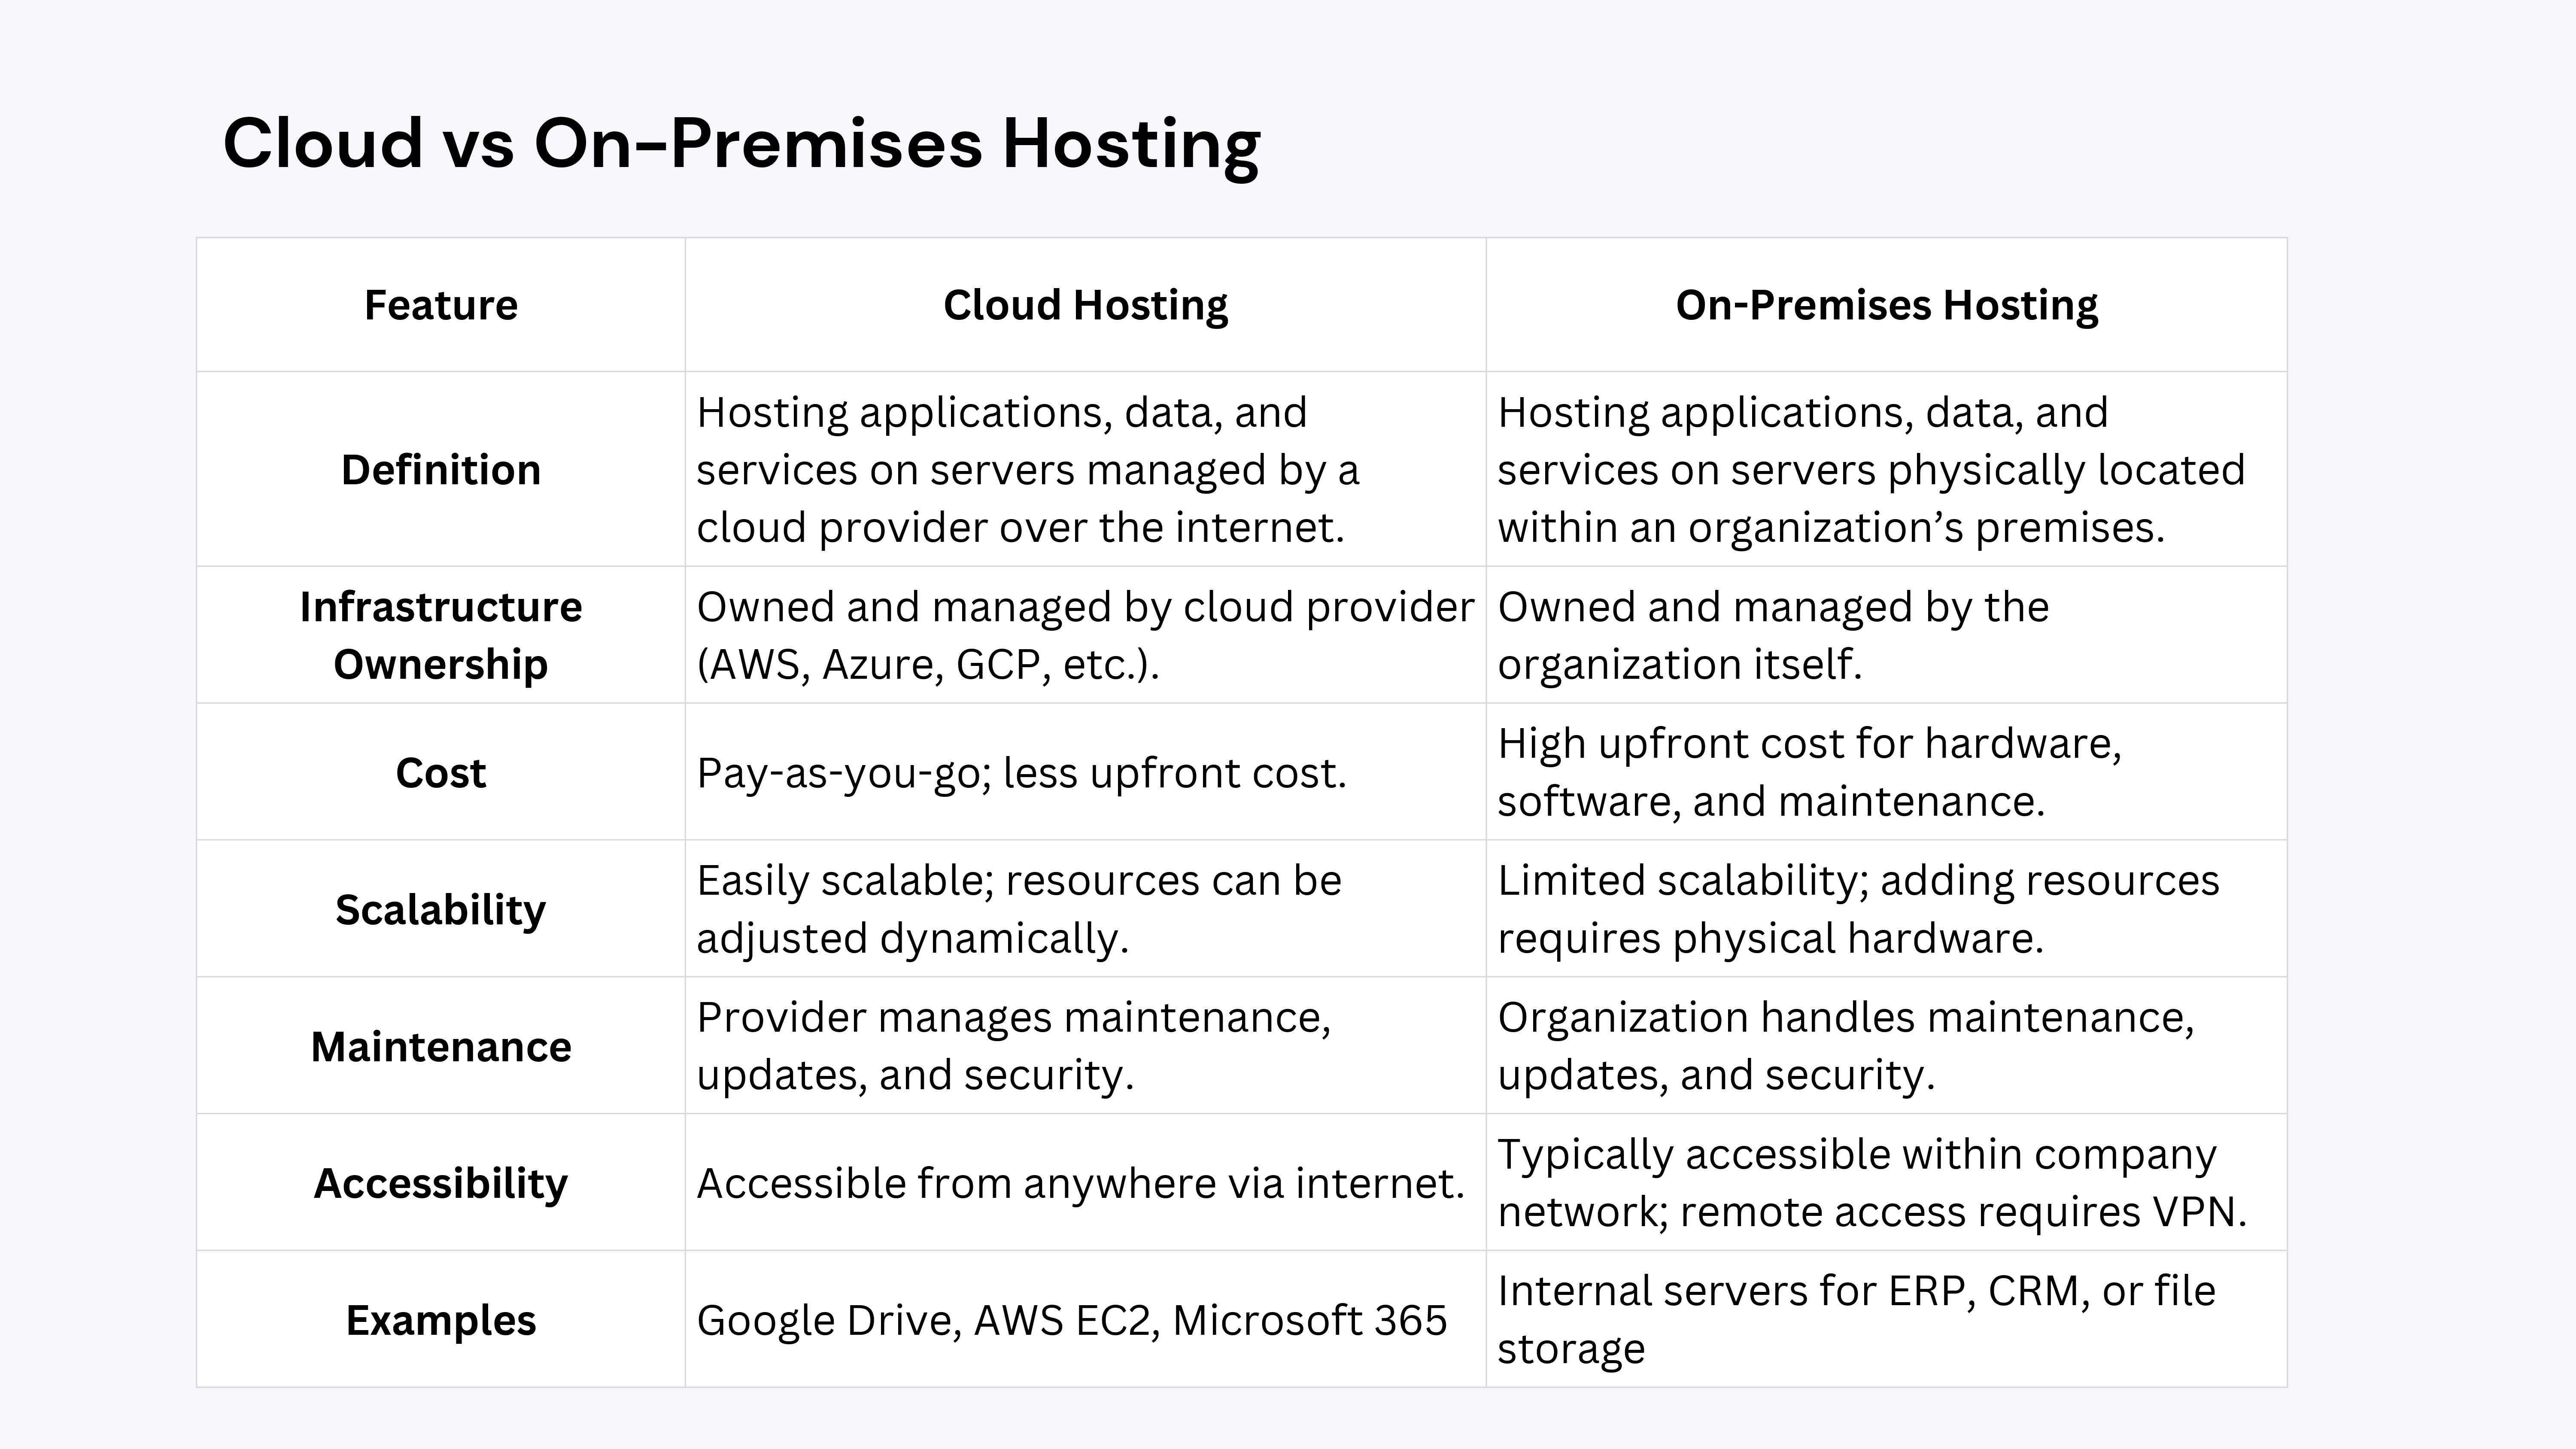 Cloud vs On-Premises Hosting
Feature
Cloud Hosting
On-Premises Hosting
Definition
Hosting applications, data, and
services on servers managed by a
cloud provider over the internet.
Hosting applications, data, and
services on servers physically located
within an organization’s premises.
Infrastructure
Ownership
Owned and managed by cloud provider
(AWS, Azure, GCP, etc.).
Owned and managed by the
organization itself.
Cost
Pay-as-you-go; less upfront cost.
High upfront cost for hardware,
software, and maintenance.
Scalability
Easily scalable; resources can be
adjusted dynamically.
Limited scalability; adding resources
requires physical hardware.
Maintenance
Provider manages maintenance,
updates, and security.
Organization handles maintenance,
updates, and security.
Accessibility
Accessible from anywhere via internet.
Typically accessible within company
network; remote access requires VPN.
Examples
Google Drive, AWS EC2, Microsoft 365
Internal servers for ERP, CRM, or file
storage